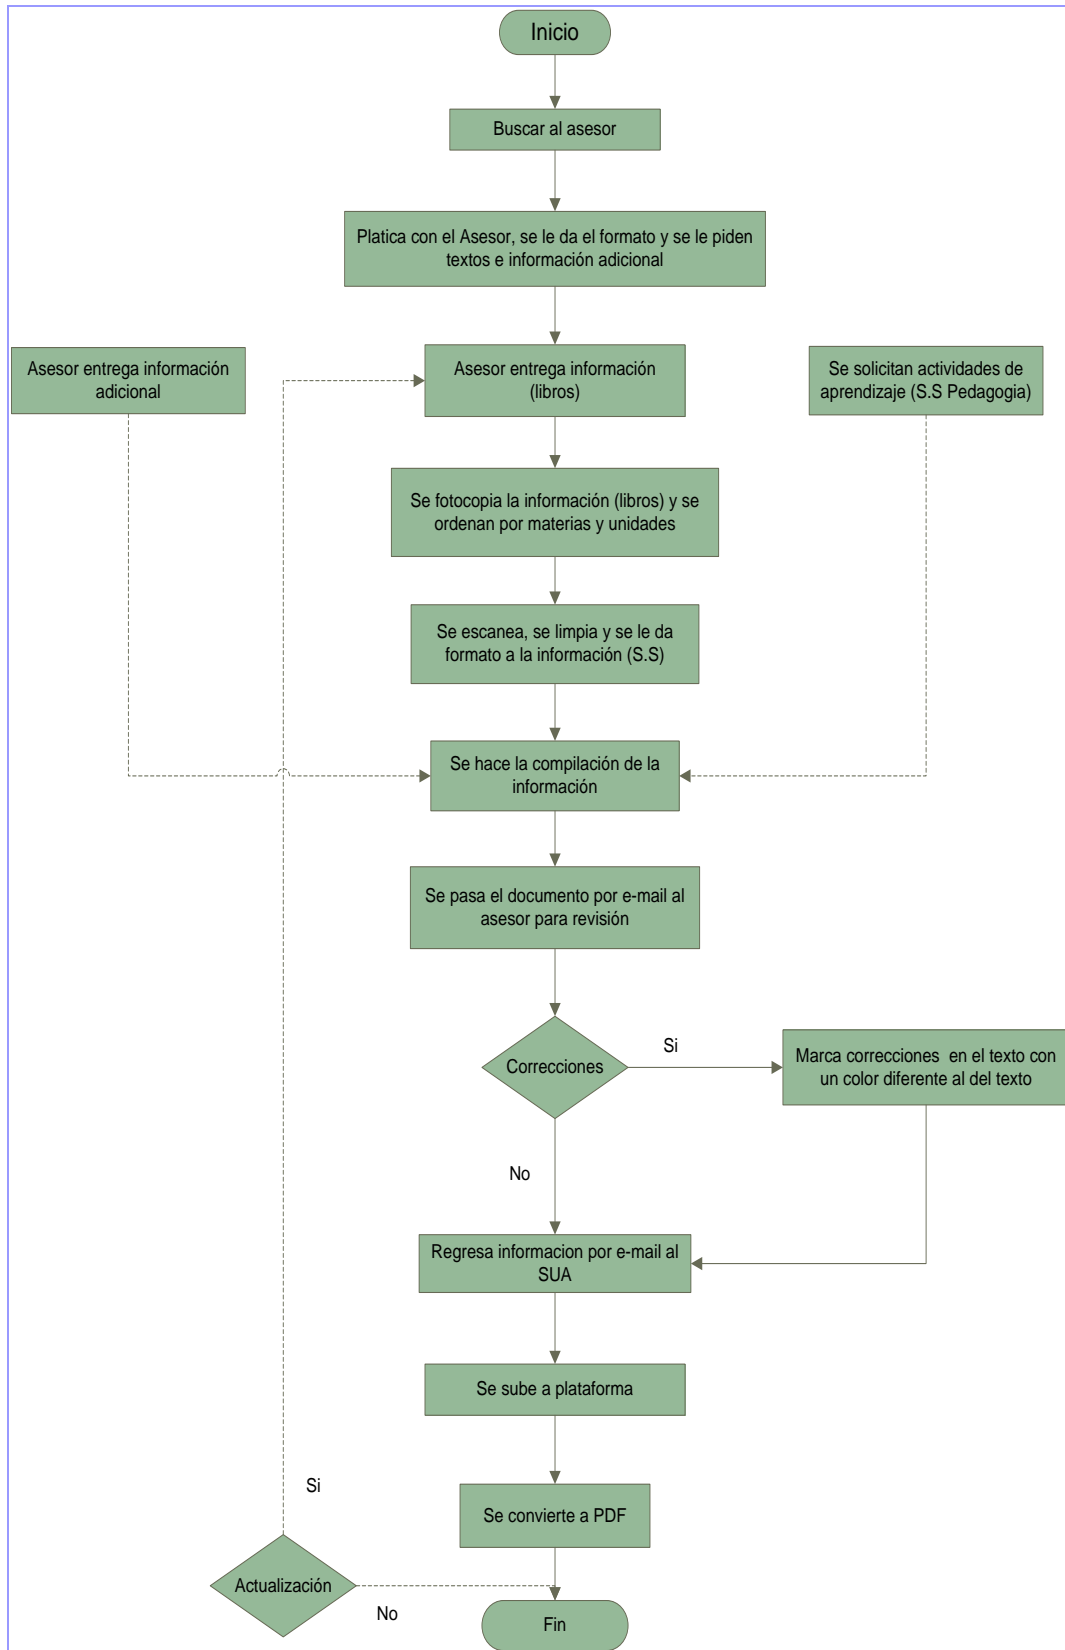 Inicio
Buscar al asesor
Platica con el Asesor, se le da el formato y se le piden
textos e información adicional
Asesor entrega información
adicional
Asesor entrega información
(libros)
Se solicitan actividades de
aprendizaje (S.S Pedagogia)
Se fotocopia la información (libros) y se
ordenan por materias y unidades
Se escanea, se limpia y se le da
formato a la información (S.S)
Se hace la compilación de la
información
Se pasa el documento por e-mail al
asesor para revisión
Correcciones
Si
Marca correcciones en el texto con
un color diferente al del texto
No
Regresa informacion por e-mail al
SUA
Se sube a plataforma
Si
Se convierte a PDF
Actualización
No
Fin